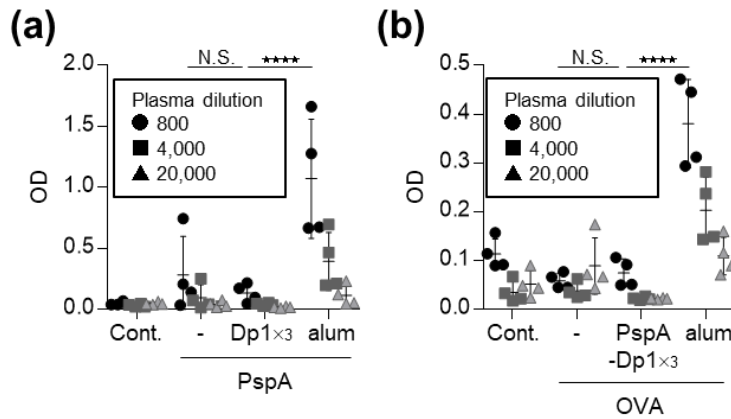 (a)
N.S. ★★★★
2.0
1.5
1.0
0.5
0.0
OD
Plasma dilution
800
4,000
20,000
Cont. - Dp1×3 alum
PspA
(b)
N.S. ★★★★
0.5
0.4
0.3
0.2
0.1
0.0
OD
Plasma dilution
800
4,000
20,000
Cont. - PspA alum
-Dp1×3
OVA